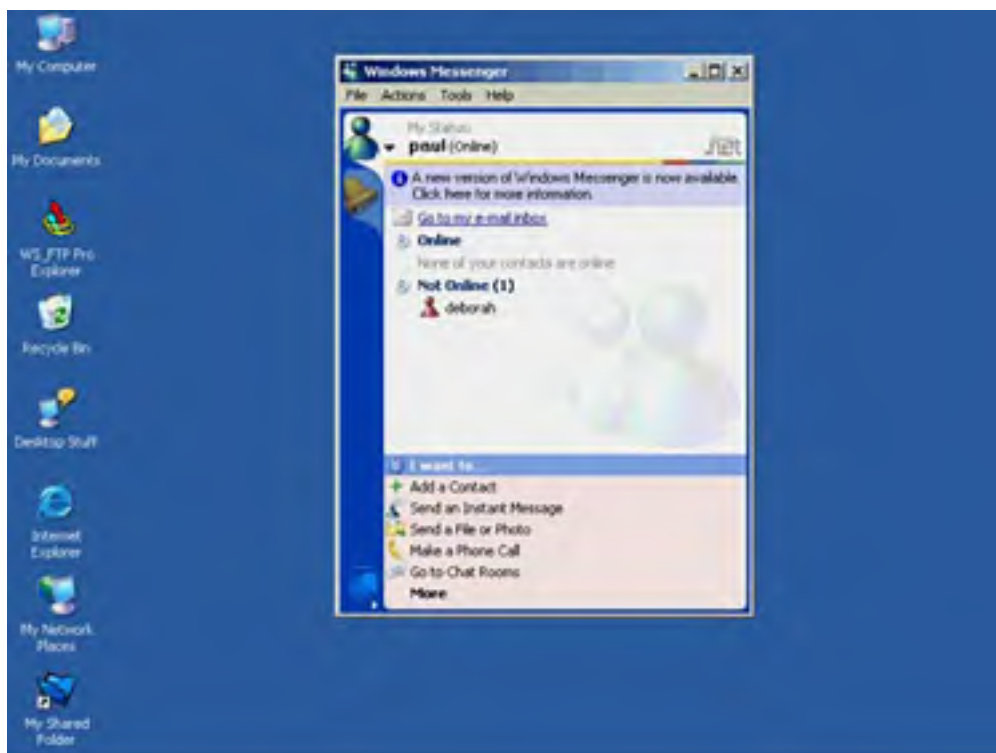 My Computer
My Documents
WS_FTP Pro
Explorer
Recycle Bin
Desktop Stuff
Internet
Explorer
My Network
Places
My Shared
Folder
Windows Messenger
File Actions Tools Help
My Status
paul (Online)
.net
A new version of Windows Messenger is now available.
Click here for more information.
Go to my e-mail inbox
Online
None of your contacts are online
Not Online (1)
deborah
I want to...
Add a Contact
Send an Instant Message
Send a File or Photo
Make a Phone Call
Go to Chat Rooms
More